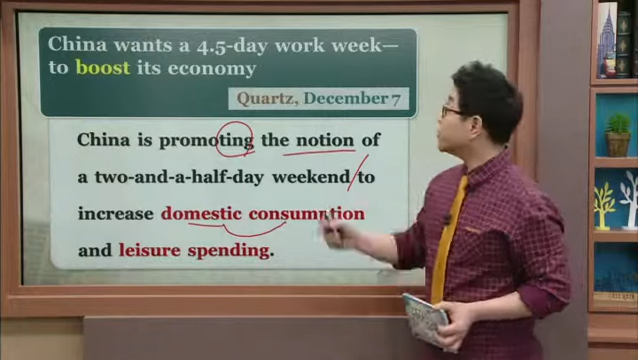 China wants a 4.5-day work week—
to boost its economy
Quartz, December 7
China is promoting the notion of
a two-and-a-half-day weekend to
increase domestic consumption
and leisure spending.